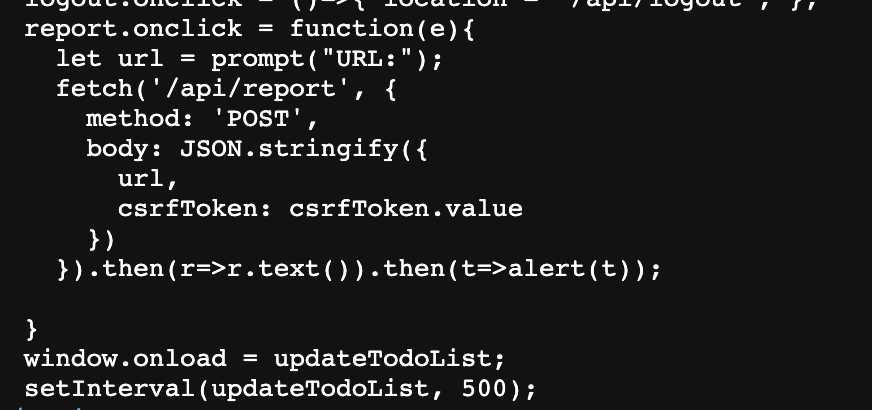 report.onclick = function(e){
let url = prompt("URL:");
fetch('/api/report', {
method: 'POST',
body: JSON.stringify({
url,
csrfToken: csrfToken.value
})
}).then(r=>r.text()).then(t=>alert(t));
}
window.onload = updateTodoList;
setInterval(updateTodoList, 500);